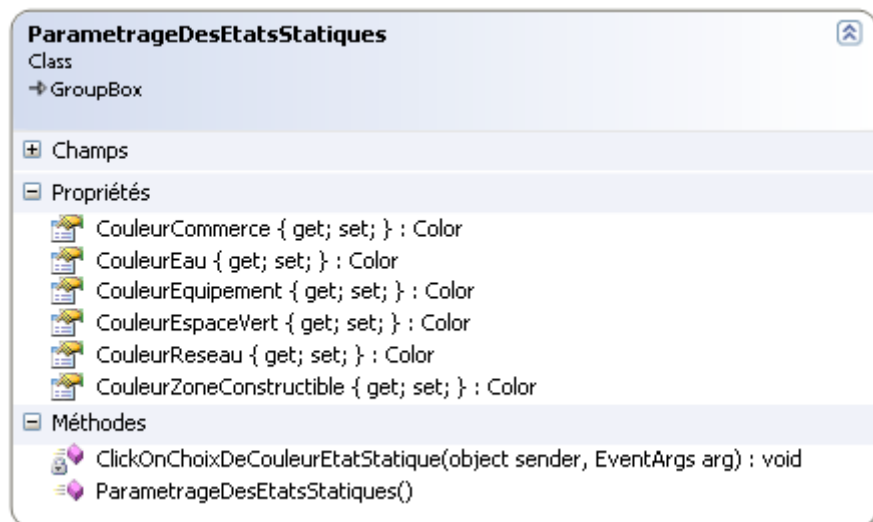 ParametrageDesEtatsStatiques
Class
GroupBox
Champs
Propriétés
CouleurCommerce { get; set; } : Color
CouleurEau { get; set; } : Color
CouleurEquipement { get; set; } : Color
CouleurEspaceVert { get; set; } : Color
CouleurReseau { get; set; } : Color
CouleurZoneConstructible { get; set; } : Color
Méthodes
ClickOnChoixDeCouleurEtatStatique(object sender, EventArgs arg) : void
ParametrageDesEtatsStatiques()